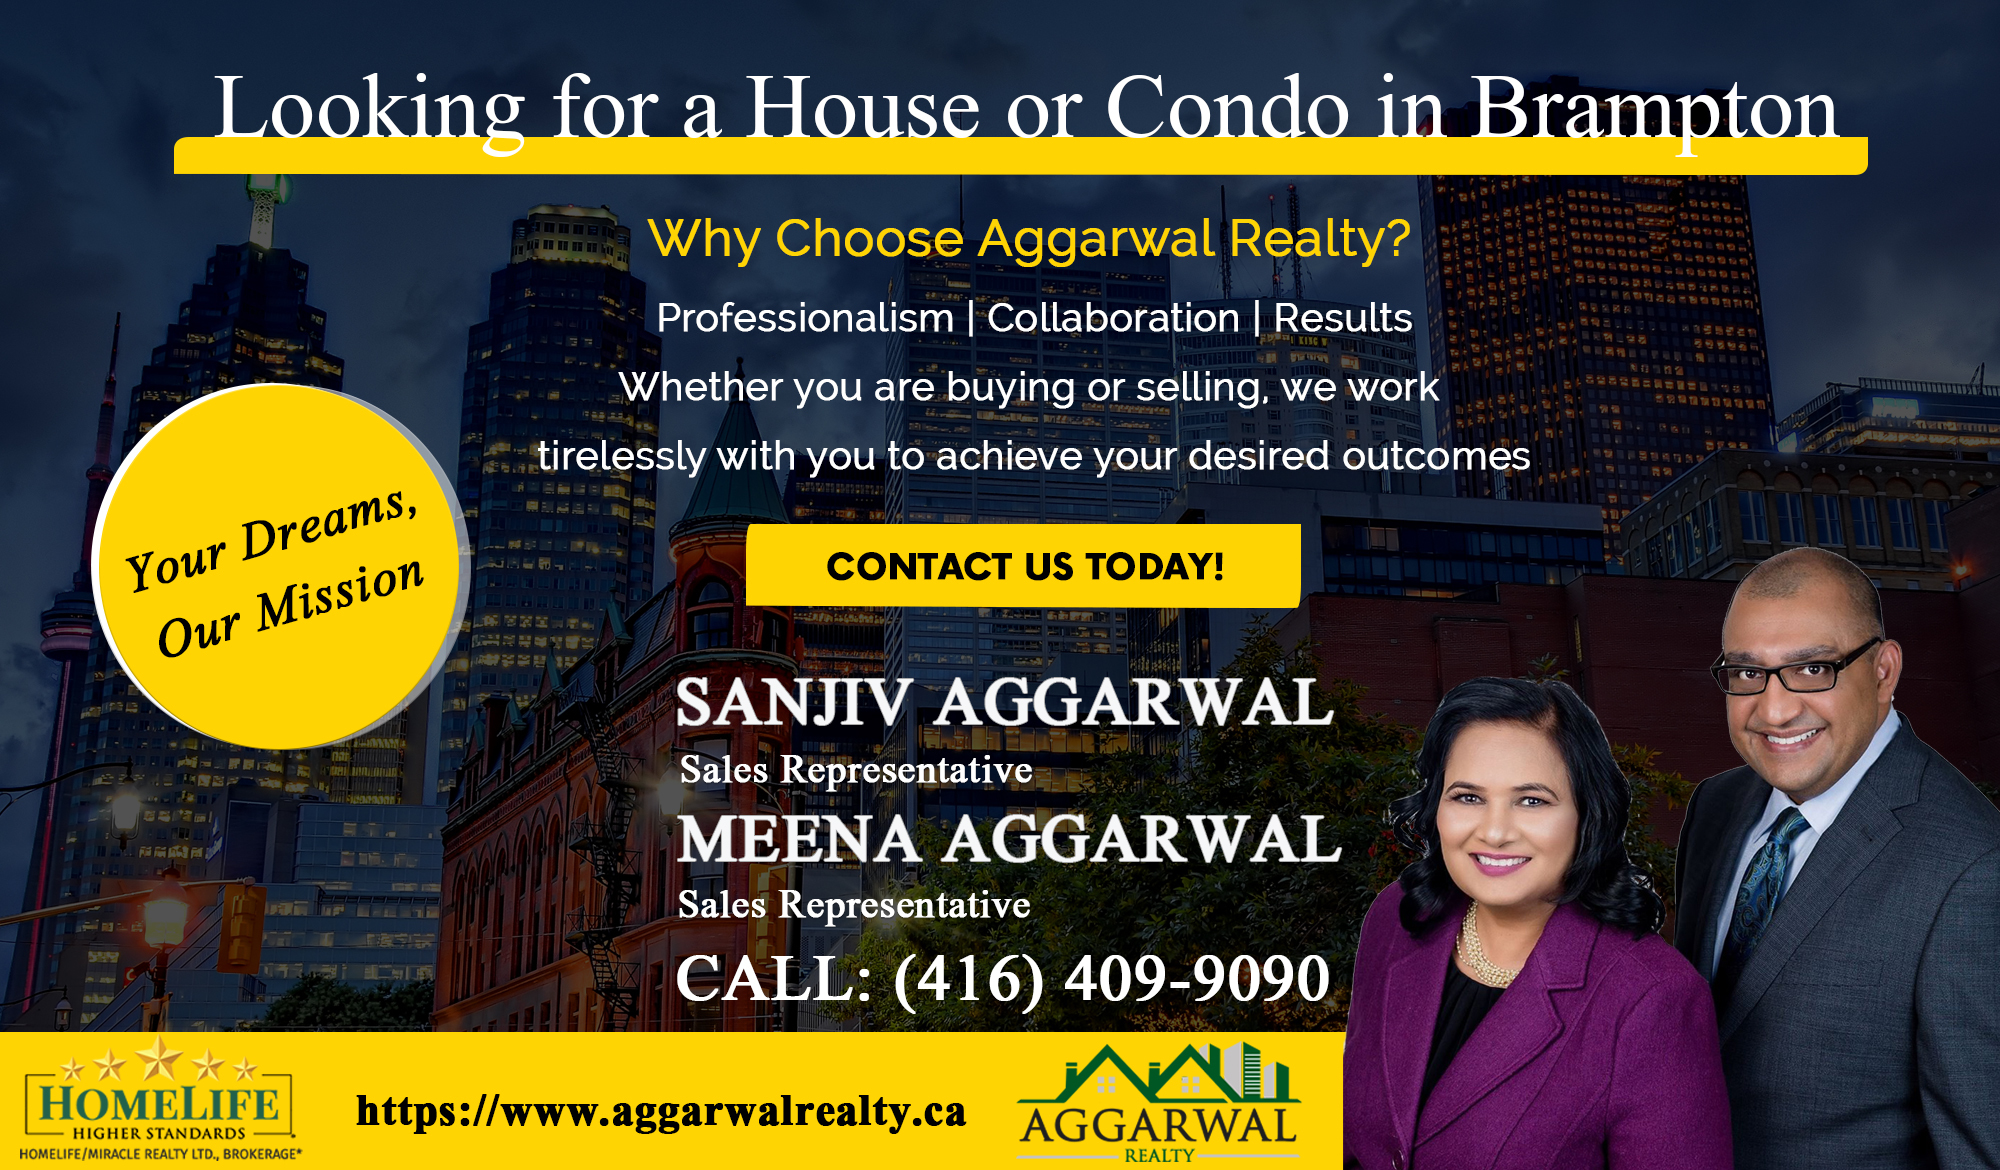 Looking for a House or Condo in Brampton
Why Choose Aggarwal Realty?
Professionalism | Collaboration | Results
Whether you are buying or selling, we work
tirelessly with you to achieve your desired outcomes
Your Dreams,
Our Mission
CONTACT US TODAY!
SANJIV AGGARWAL
Sales Representative
MEENA AGGARWAL
Sales Representative
CALL: (416) 409-9090
HOMELIFE
HIGHER STANDARDS
HOMELIFE/MIRACLE REALTY LTD., BROKERAGE*
https://www.aggarwalrealty.ca
AGGARWAL
REALTY